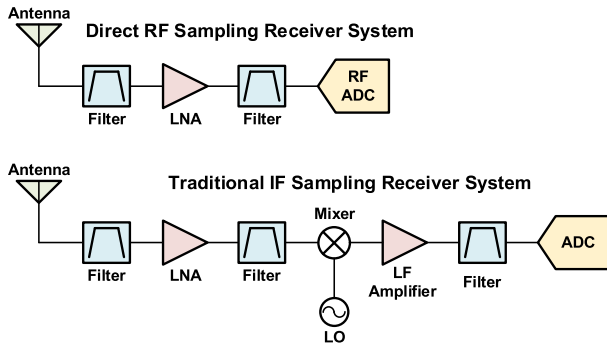 Antenna
Direct RF Sampling Receiver System
RF
ADC
Filter
LNA
Filter
Antenna
Traditional IF Sampling Receiver System
Mixer
ADC
Filter
LNA
Filter
LF
Amplifier
Filter
LO